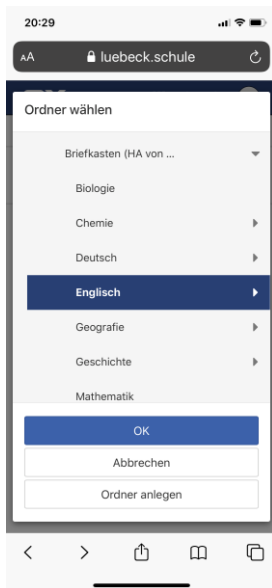 20:29
AA luebeck.schule
Ordner wählen
Briefkasten (HA von ...
Biologie
Chemie
Deutsch
Englisch
Geografie
Geschichte
Mathematik
OK
Abbrechen
Ordner anlegen